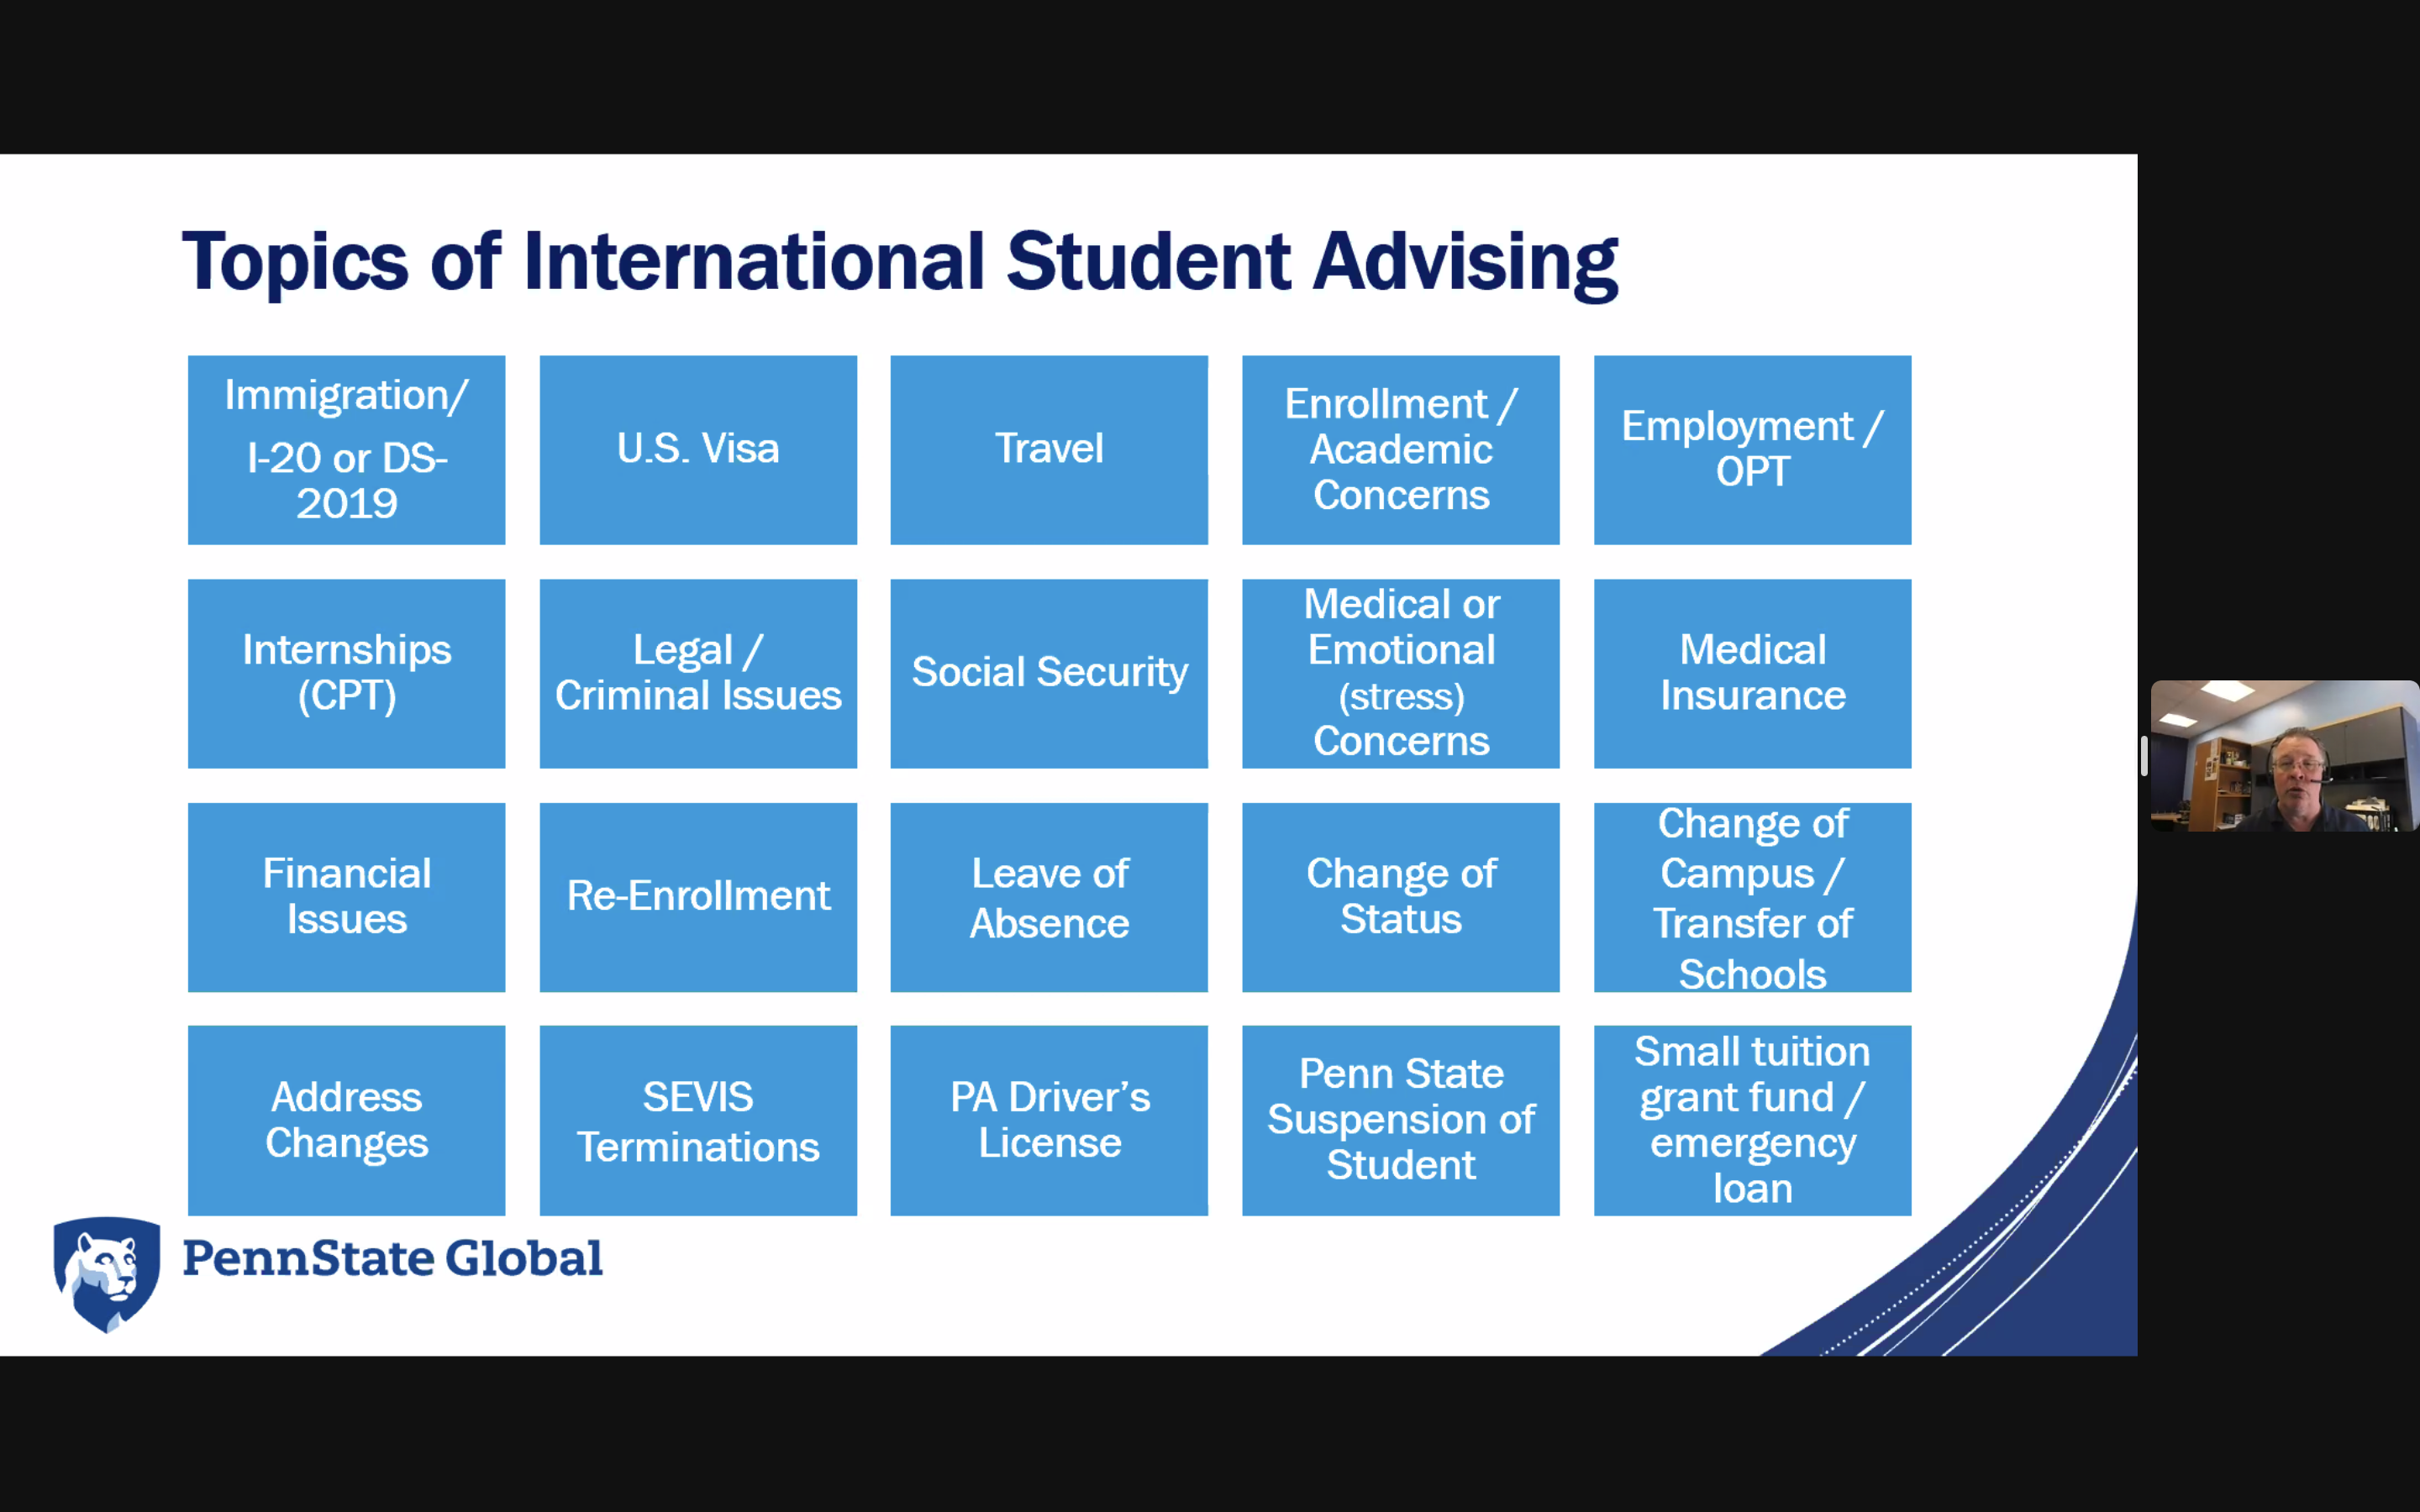 Topics of International Student Advising
Immigration/
I-20 or DS-
2019
U.S. Visa
Travel
Enrollment /
Academic
Concerns
Employment /
OPT
Internships
(CPT)
Legal /
Criminal Issues
Social Security
Medical or
Emotional
(stress)
Concerns
Medical
Insurance
Financial
Issues
Re-Enrollment
Leave of
Absence
Change of
Status
Change of
Campus /
Transfer of
Schools
Address
Changes
SEVIS
Terminations
PA Driver's
License
Penn State
Suspension of
Student
Small tuition
grant fund /
emergency
loan
PennState Global